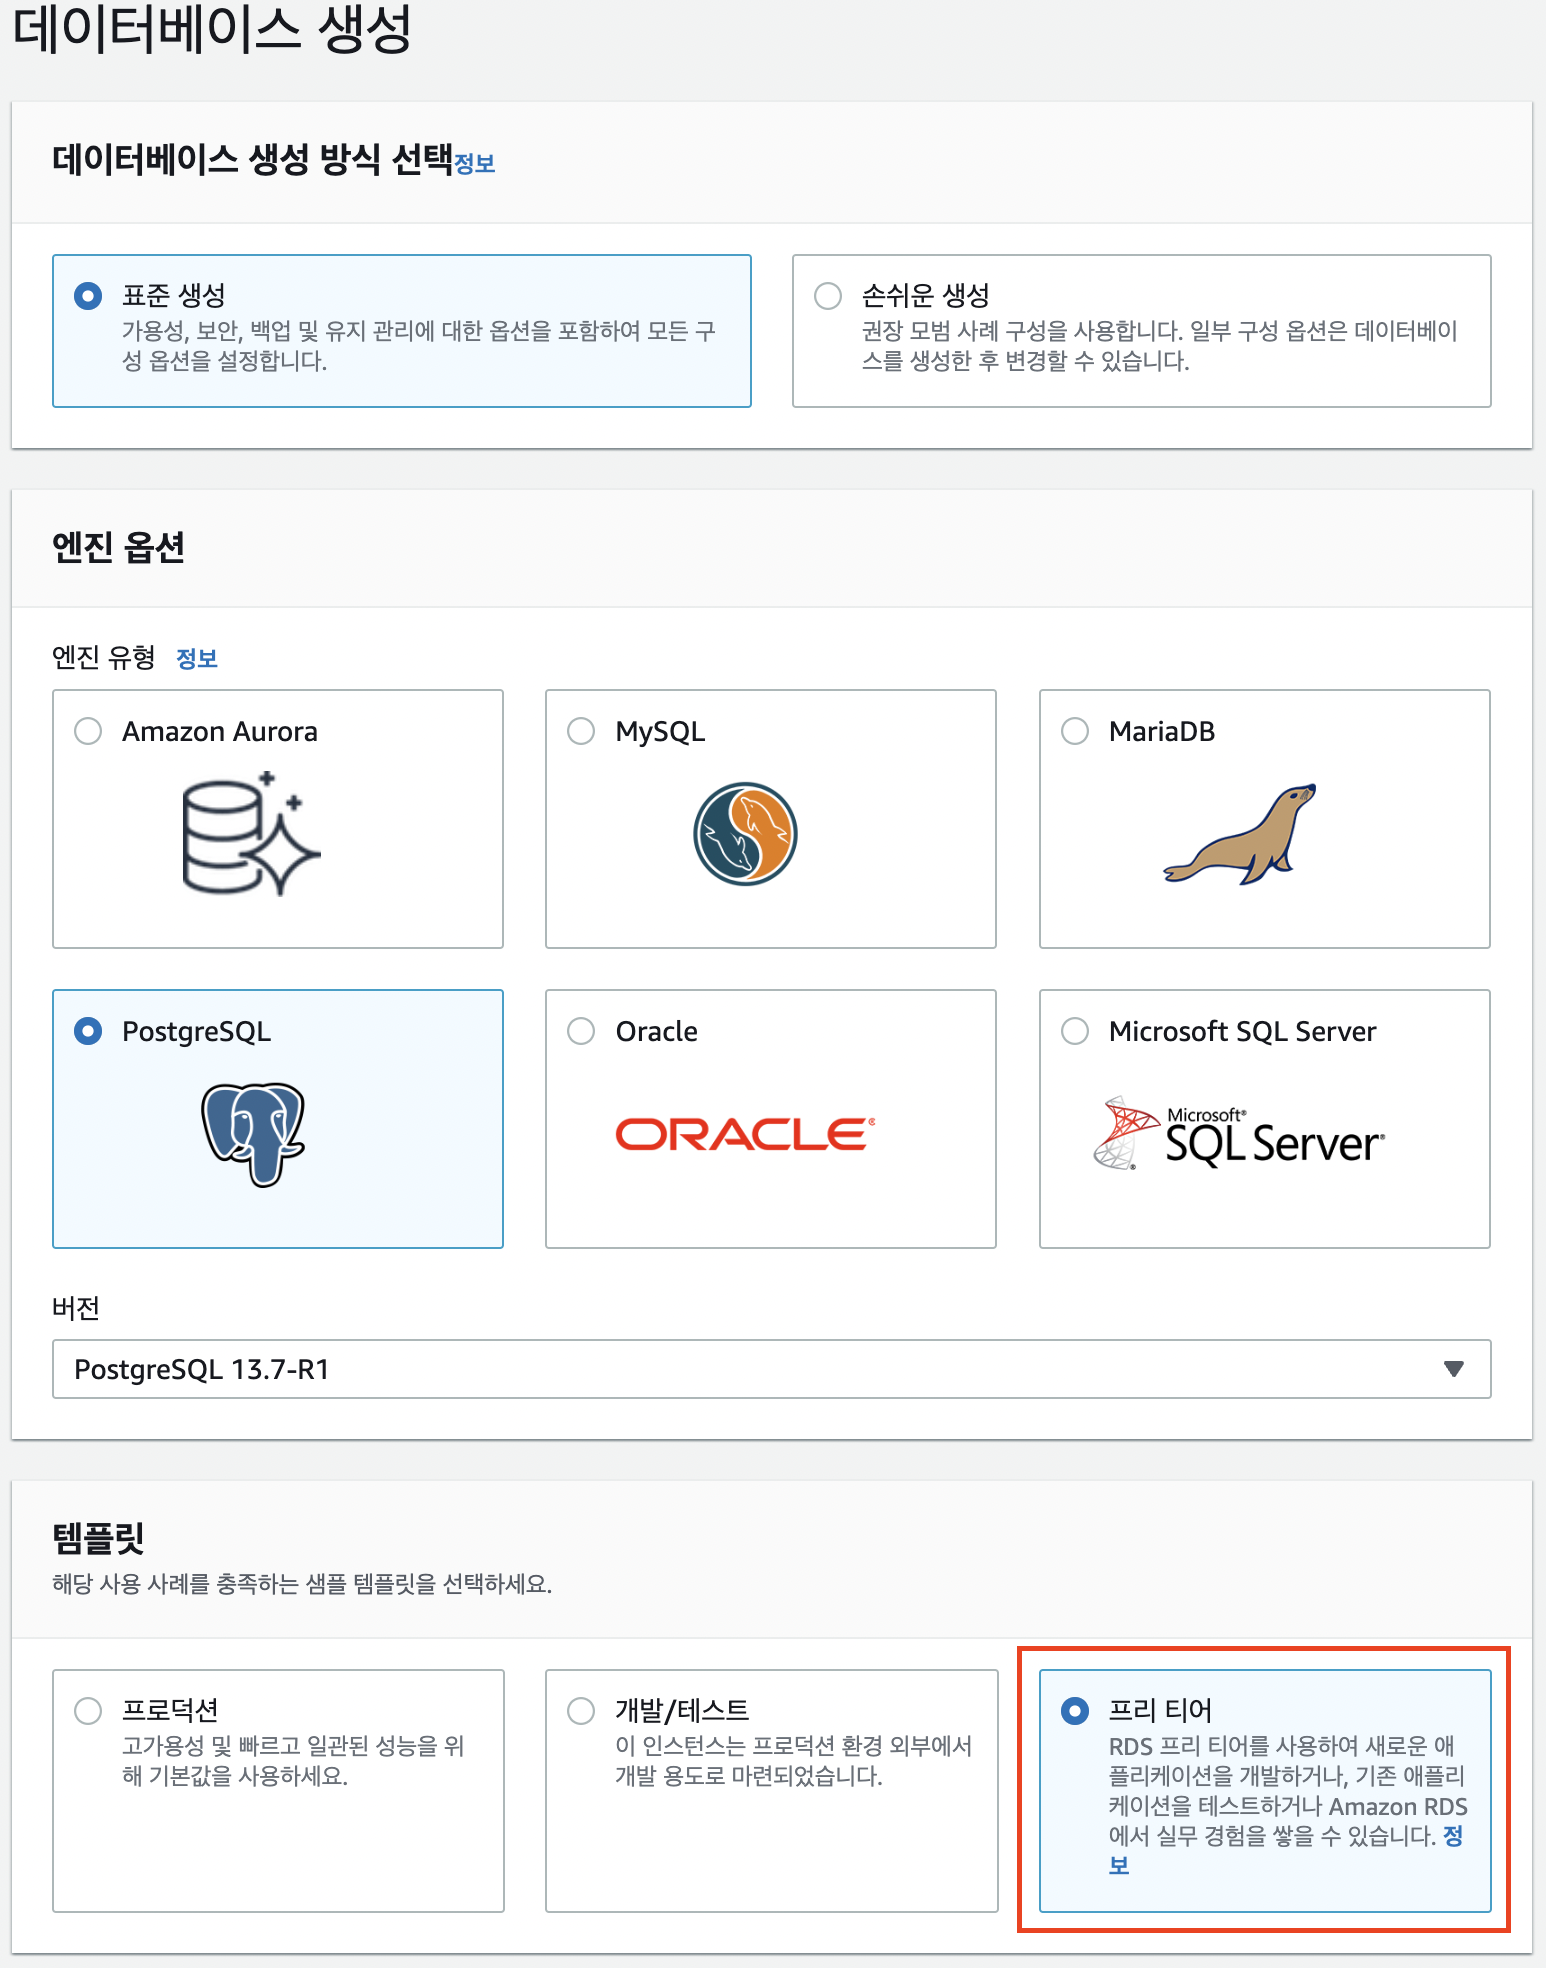 데이터베이스 생성
데이터베이스 생성 방식 선택정보
표준 생성
가용성, 보안, 백업 및 유지 관리에 대한 옵션을 포함하여 모든 구
성 옵션을 설정합니다.
손쉬운 생성
권장 모범 사례 구성을 사용합니다. 일부 구성 옵션은 데이터베이
스를 생성한 후 변경할 수 있습니다.
엔진 옵션
엔진 유형 정보
Amazon Aurora
MySQL
MariaDB
PostgreSQL
Oracle
ORACLE
Microsoft SQL Server
Microsoft®
SQL Server®
버전
PostgreSQL 13.7-R1
템플릿
해당 사용 사례를 충족하는 샘플 템플릿을 선택하세요.
프로덕션
고가용성 및 빠르고 일관된 성능을 위
해 기본값을 사용하세요.
개발/테스트
이 인스턴스는 프로덕션 환경 외부에서
개발 용도로 마련되었습니다.
프리 티어
RDS 프리 티어를 사용하여 새로운 애
플리케이션을 개발하거나, 기존 애플리
케이션을 테스트하거나 Amazon RDS
에서 실무 경험을 쌓을 수 있습니다. 정
보